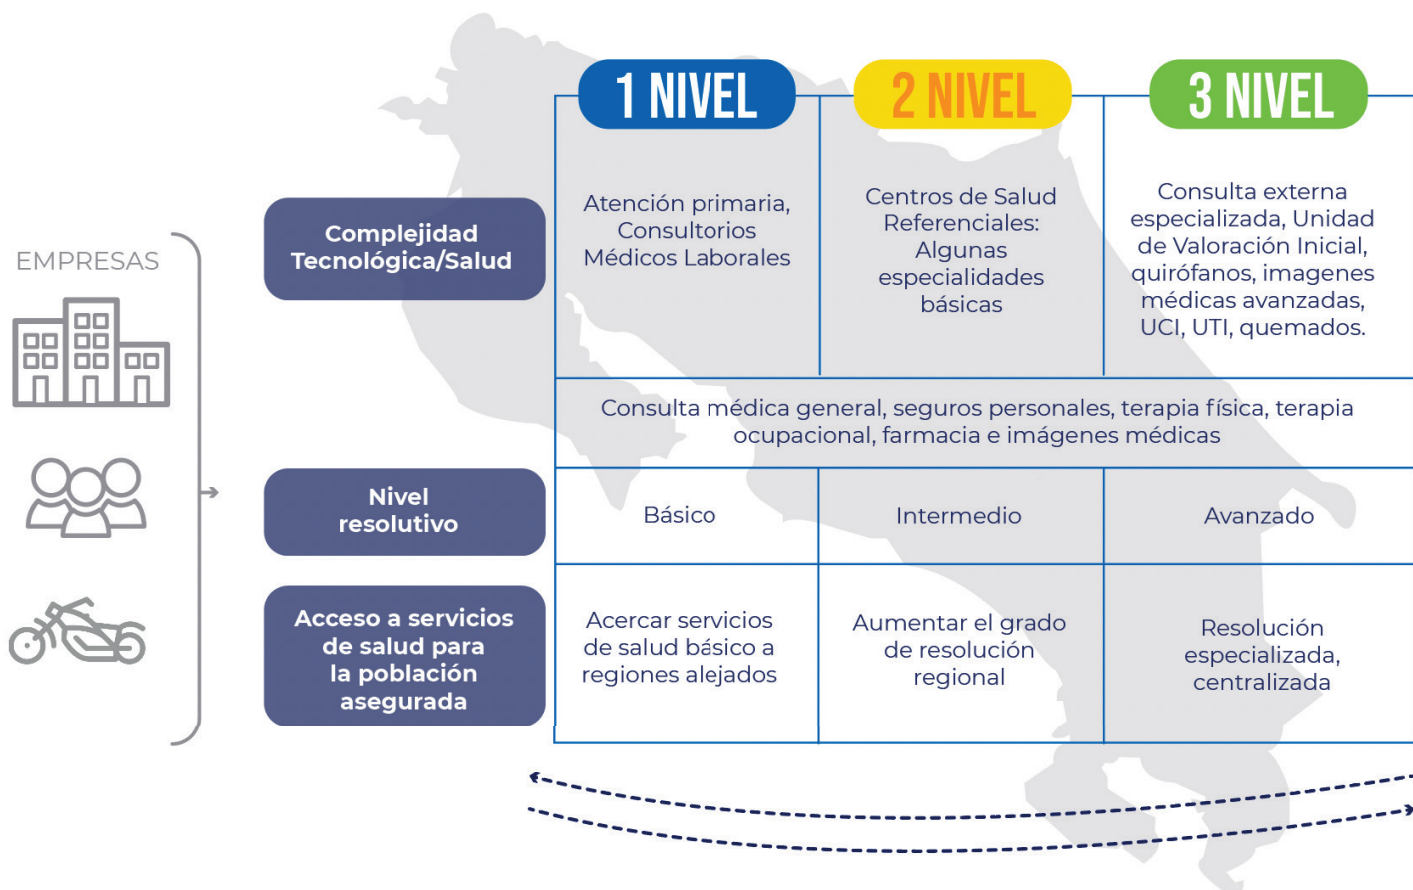 1 NIVEL
2 NIVEL
3 NIVEL
EMPRESAS
Complejidad
Tecnológica/Salud
Atención primaria,
Consultorios
Médicos Laborales
Centros de Salud
Referenciales:
Algunas
especialidades
básicas
Consulta externa
especializada, Unidad
de Valoración Inicial,
quirófanos, imagenes
médicas avanzadas,
UCI, UTI, quemados.
Consulta médica general, seguros personales, terapia física, terapia
ocupacional, farmacia e imágenes médicas
Nivel
resolutivo
Básico
Intermedio
Avanzado
Acceso a servicios
de salud para
la población
asegurada
Acercar servicios
de salud básico a
regiones alejados
Aumentar el grado
de resolución
regional
Resolución
especializada,
centralizada